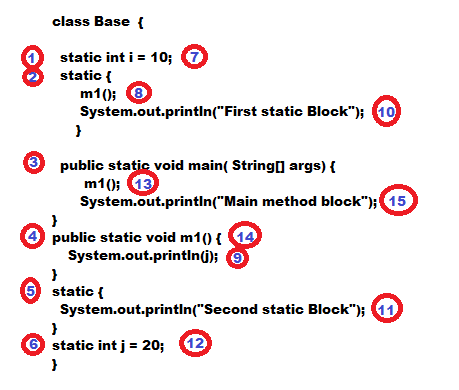 class Base {
1 static int i = 10; 7
2 static {
m1(); 8
System.out.println("First static Block"); 10
}
3 public static void main( String[] args) {
m1(); 13
System.out.println("Main method block"); 15
}
4 public static void m1() { 14
System.out.println(j); 9
}
5 static {
System.out.println("Second static Block"); 11
}
6 static int j = 20; 12
}